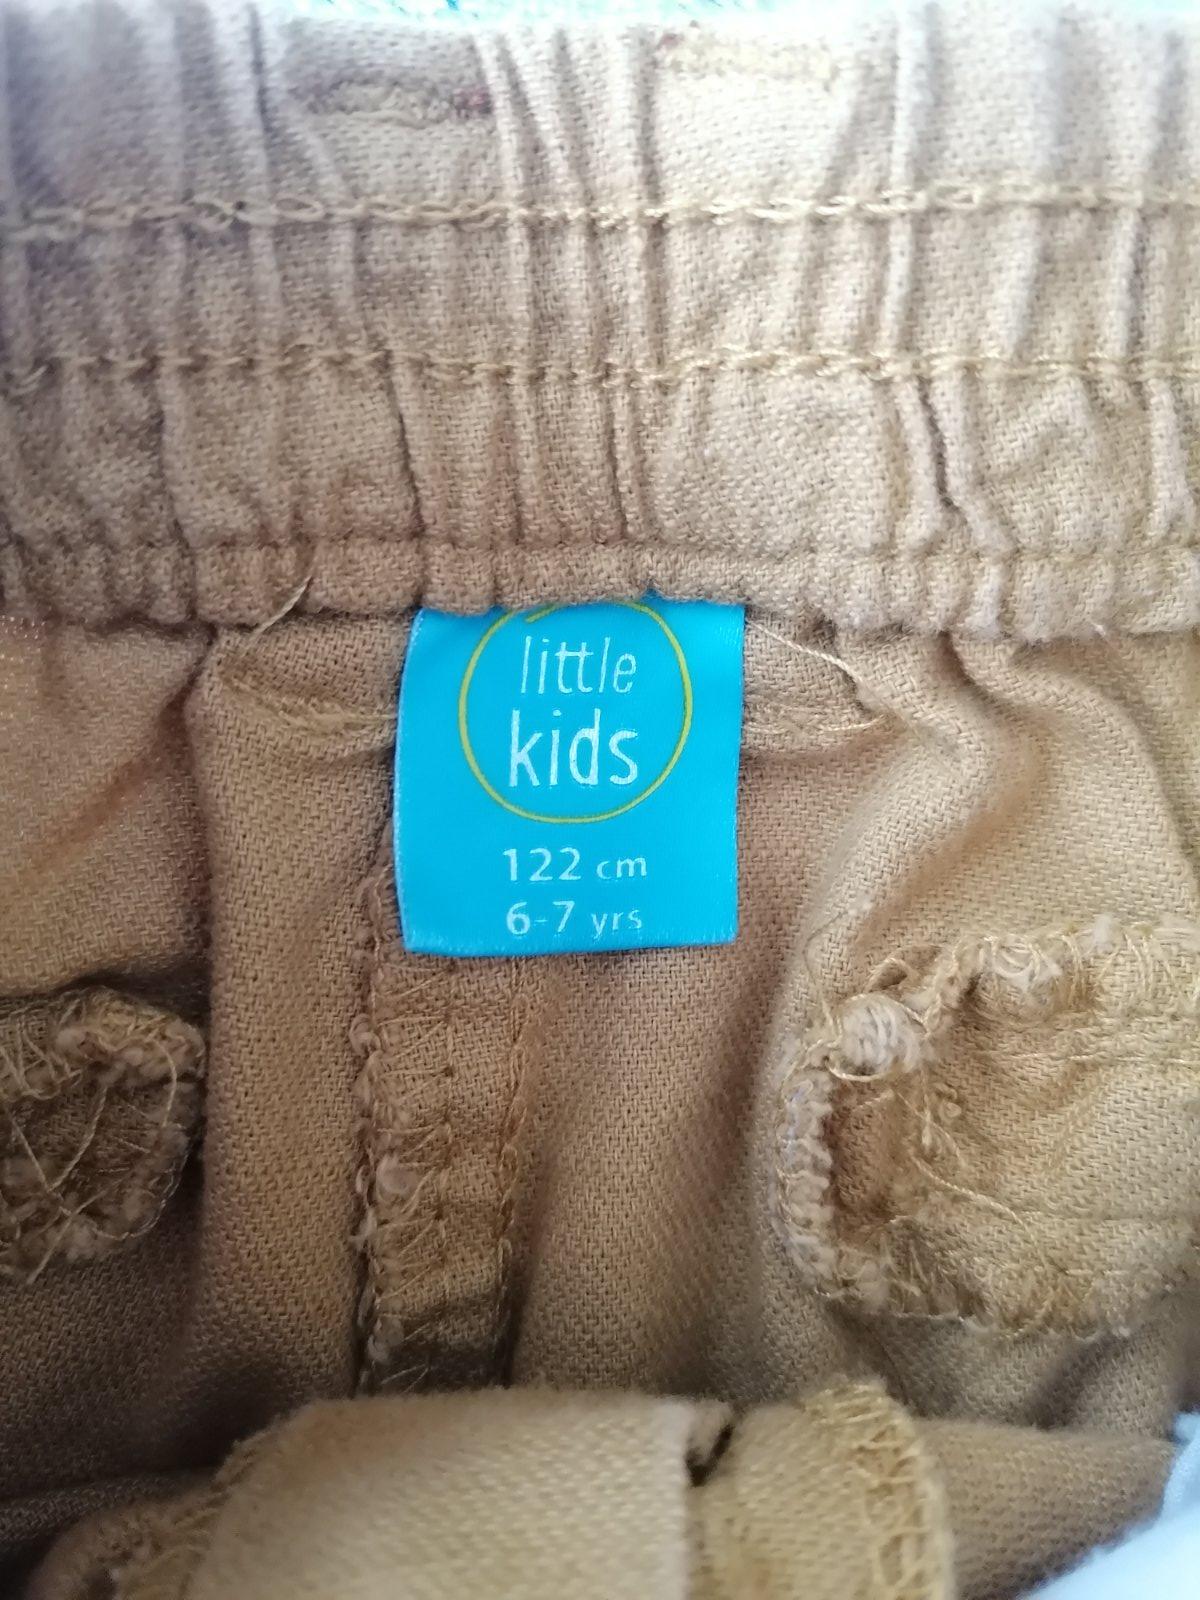 little
kids
122 cm
6-7 yrs